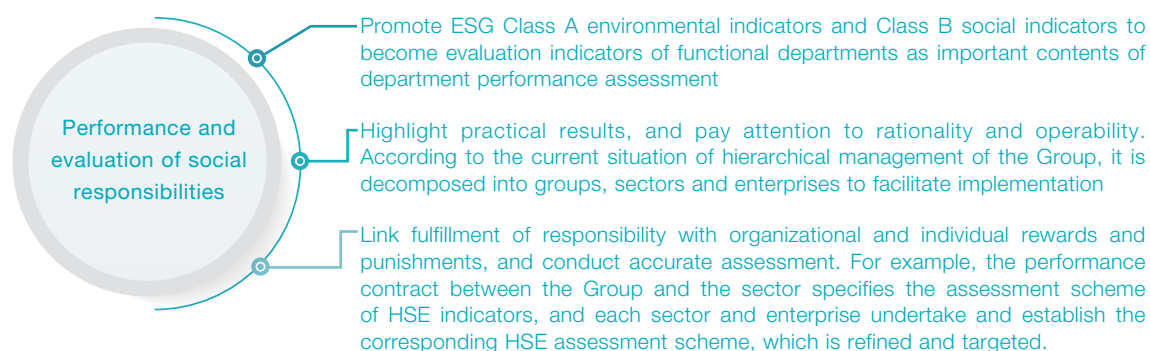 Performance and
evaluation of social
responsibilities
Promote ESG Class A environmental indicators and Class B social indicators to
become evaluation indicators of functional departments as important contents of
department performance assessment
Highlight practical results, and pay attention to rationality and operability.
According to the current situation of hierarchical management of the Group, it is
decomposed into groups, sectors and enterprises to facilitate implementation
Link fulfillment of responsibility with organizational and individual rewards and
punishments, and conduct accurate assessment. For example, the performance
contract between the Group and the sector specifies the assessment scheme
of HSE indicators, and each sector and enterprise undertake and establish the
corresponding HSE assessment scheme, which is refined and targeted.